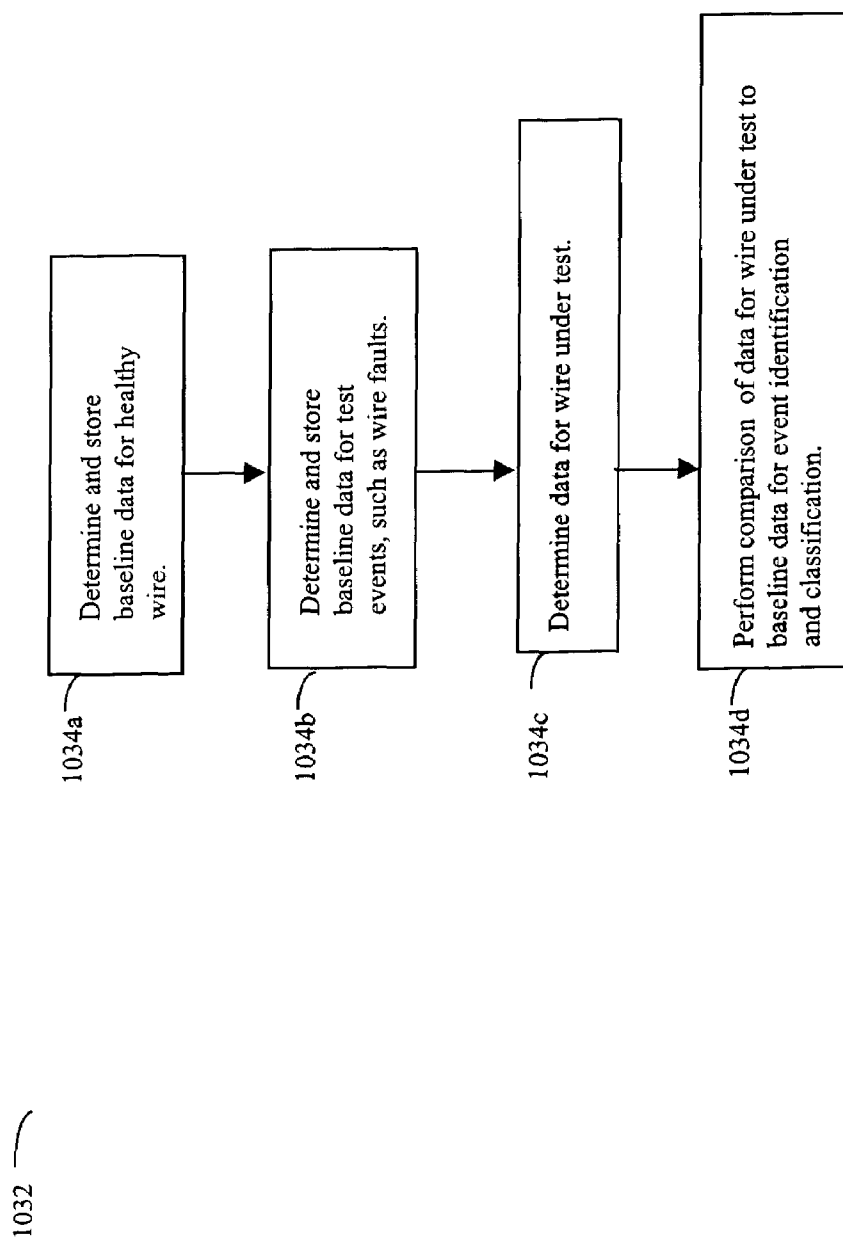 1032
1034a
Determine and store
baseline data for healthy
wire.
1034b
Determine and store
baseline data for test
events, such as wire faults.
1034c
Determine data for wire under test.
1034d
Perform comparison of data for wire under test to
baseline data for event identification
and classification.